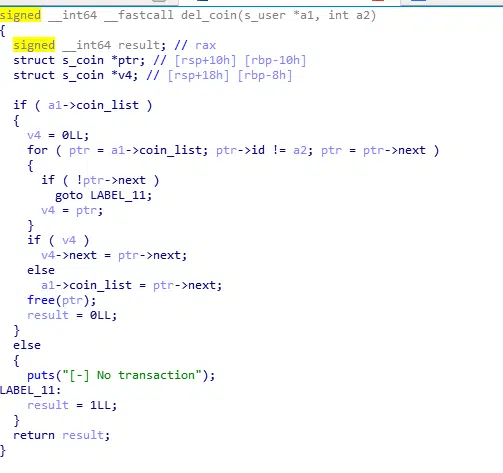 signed __int64 __fastcall del_coin(s_user *a1, int a2)
{
  signed __int64 result; // rax
  struct s_coin *ptr; // [rsp+10h] [rbp-10h]
  struct s_coin *v4; // [rsp+18h] [rbp-8h]

  if ( a1->coin_list )
  {
    v4 = 0LL;
    for ( ptr = a1->coin_list; ptr->id != a2; ptr = ptr->next )
    {
      if ( !ptr->next )
        goto LABEL_11;
      v4 = ptr;
    }
    if ( v4 )
      v4->next = ptr->next;
    else
      a1->coin_list = ptr->next;
    free(ptr);
    result = 0LL;
  }
  else
  {
    puts("[-] No transaction");
LABEL_11:
    result = 1LL;
  }
  return result;
}